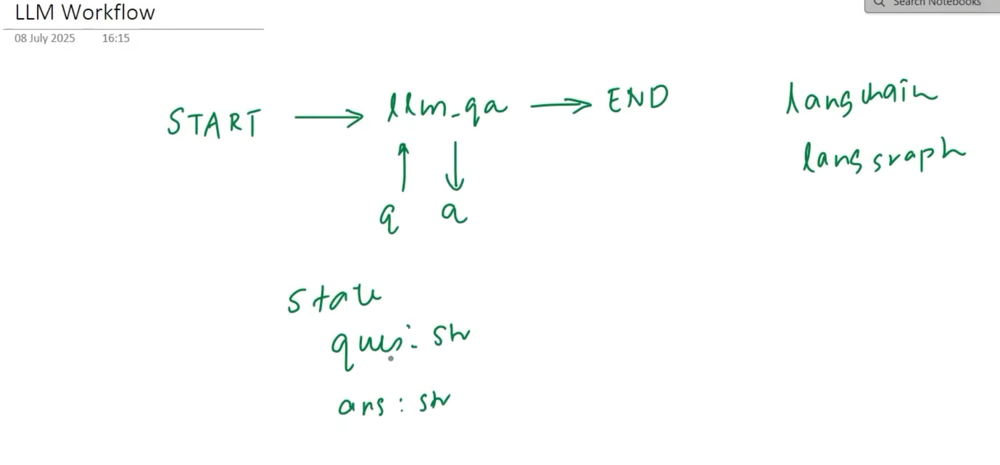 LLM Workflow
Search Notebooks
08 July 2025 16:15
START → llm_qa → END
langchain
langgraph
↑ ↓
q a
State
ques: str
ans: str